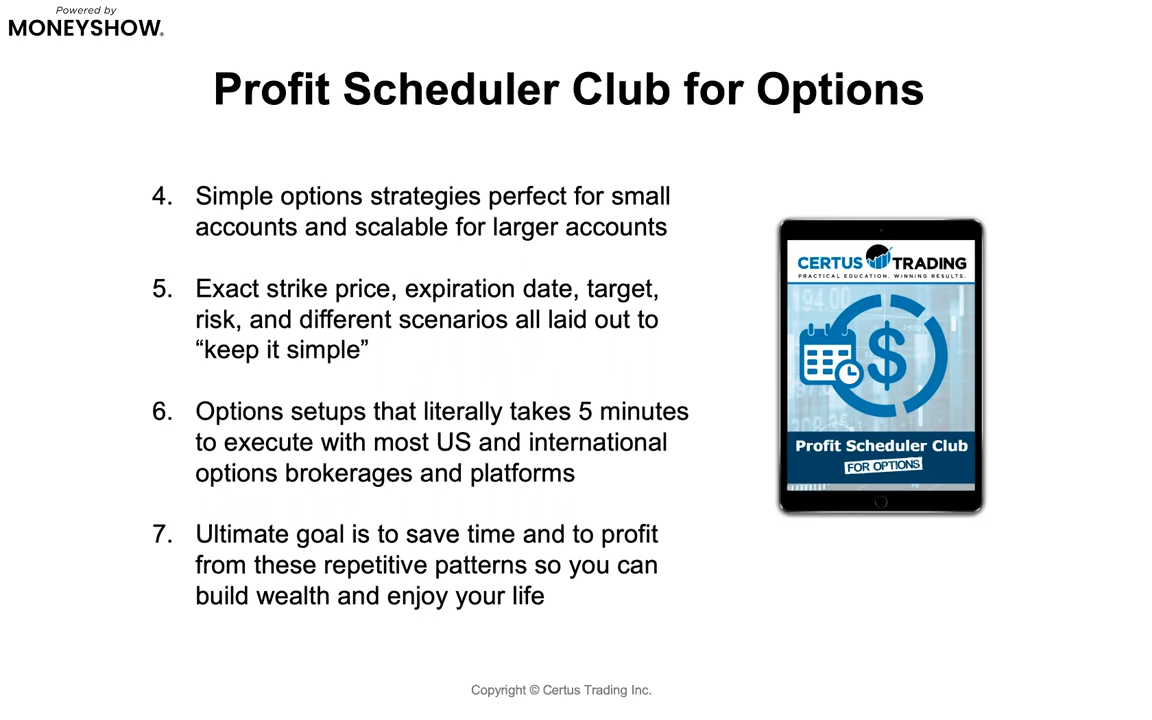 Powered by
MONEYSHOW.
Profit Scheduler Club for Options
4. Simple options strategies perfect for small
accounts and scalable for larger accounts
5. Exact strike price, expiration date, target,
risk, and different scenarios all laid out to
“keep it simple”
6. Options setups that literally takes 5 minutes
to execute with most US and international
options brokerages and platforms
7. Ultimate goal is to save time and to profit
from these repetitive patterns so you can
build wealth and enjoy your life
CERTUS TRADING
PRACTICAL EDUCATION. WINNING RESULTS.
194.00
$
Profit Scheduler Club
FOR OPTIONS
Copyright © Certus Trading Inc.